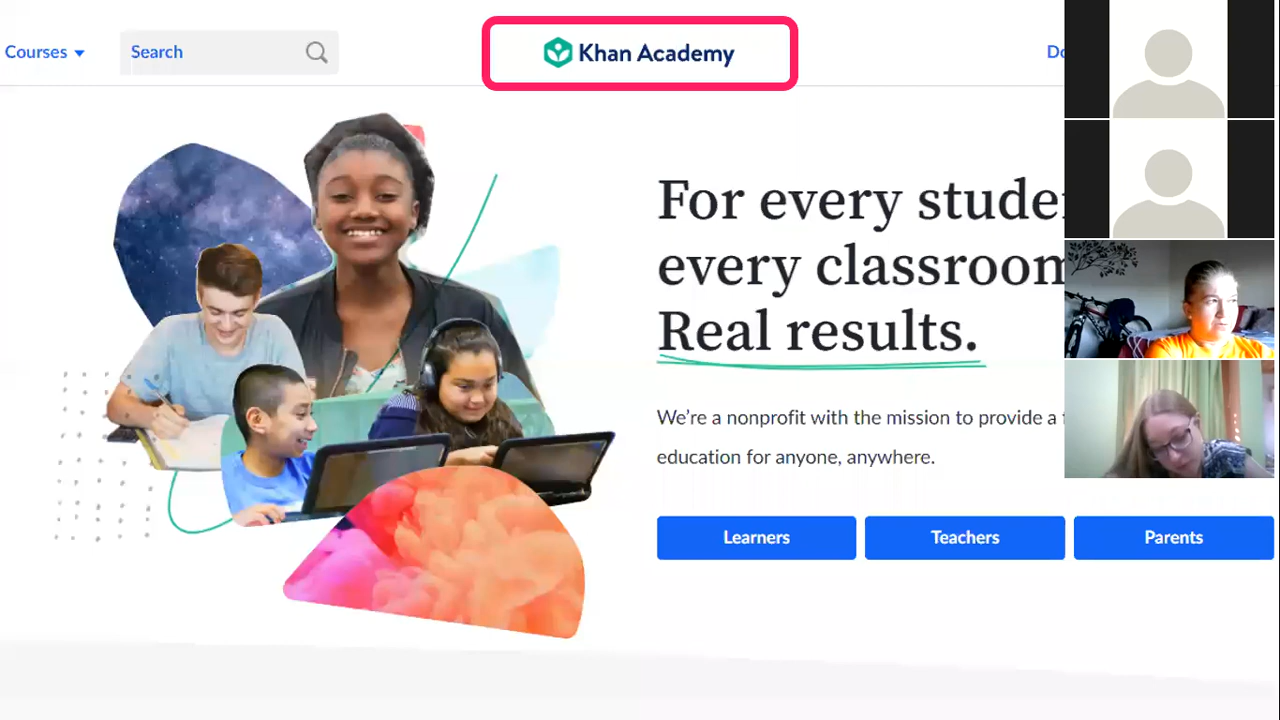 Courses
Search
Khan Academy
For every
every classroom
Real results.
We're a nonprofit with the mission to provide a
education for anyone, anywhere.
Learners
Teachers
Parents